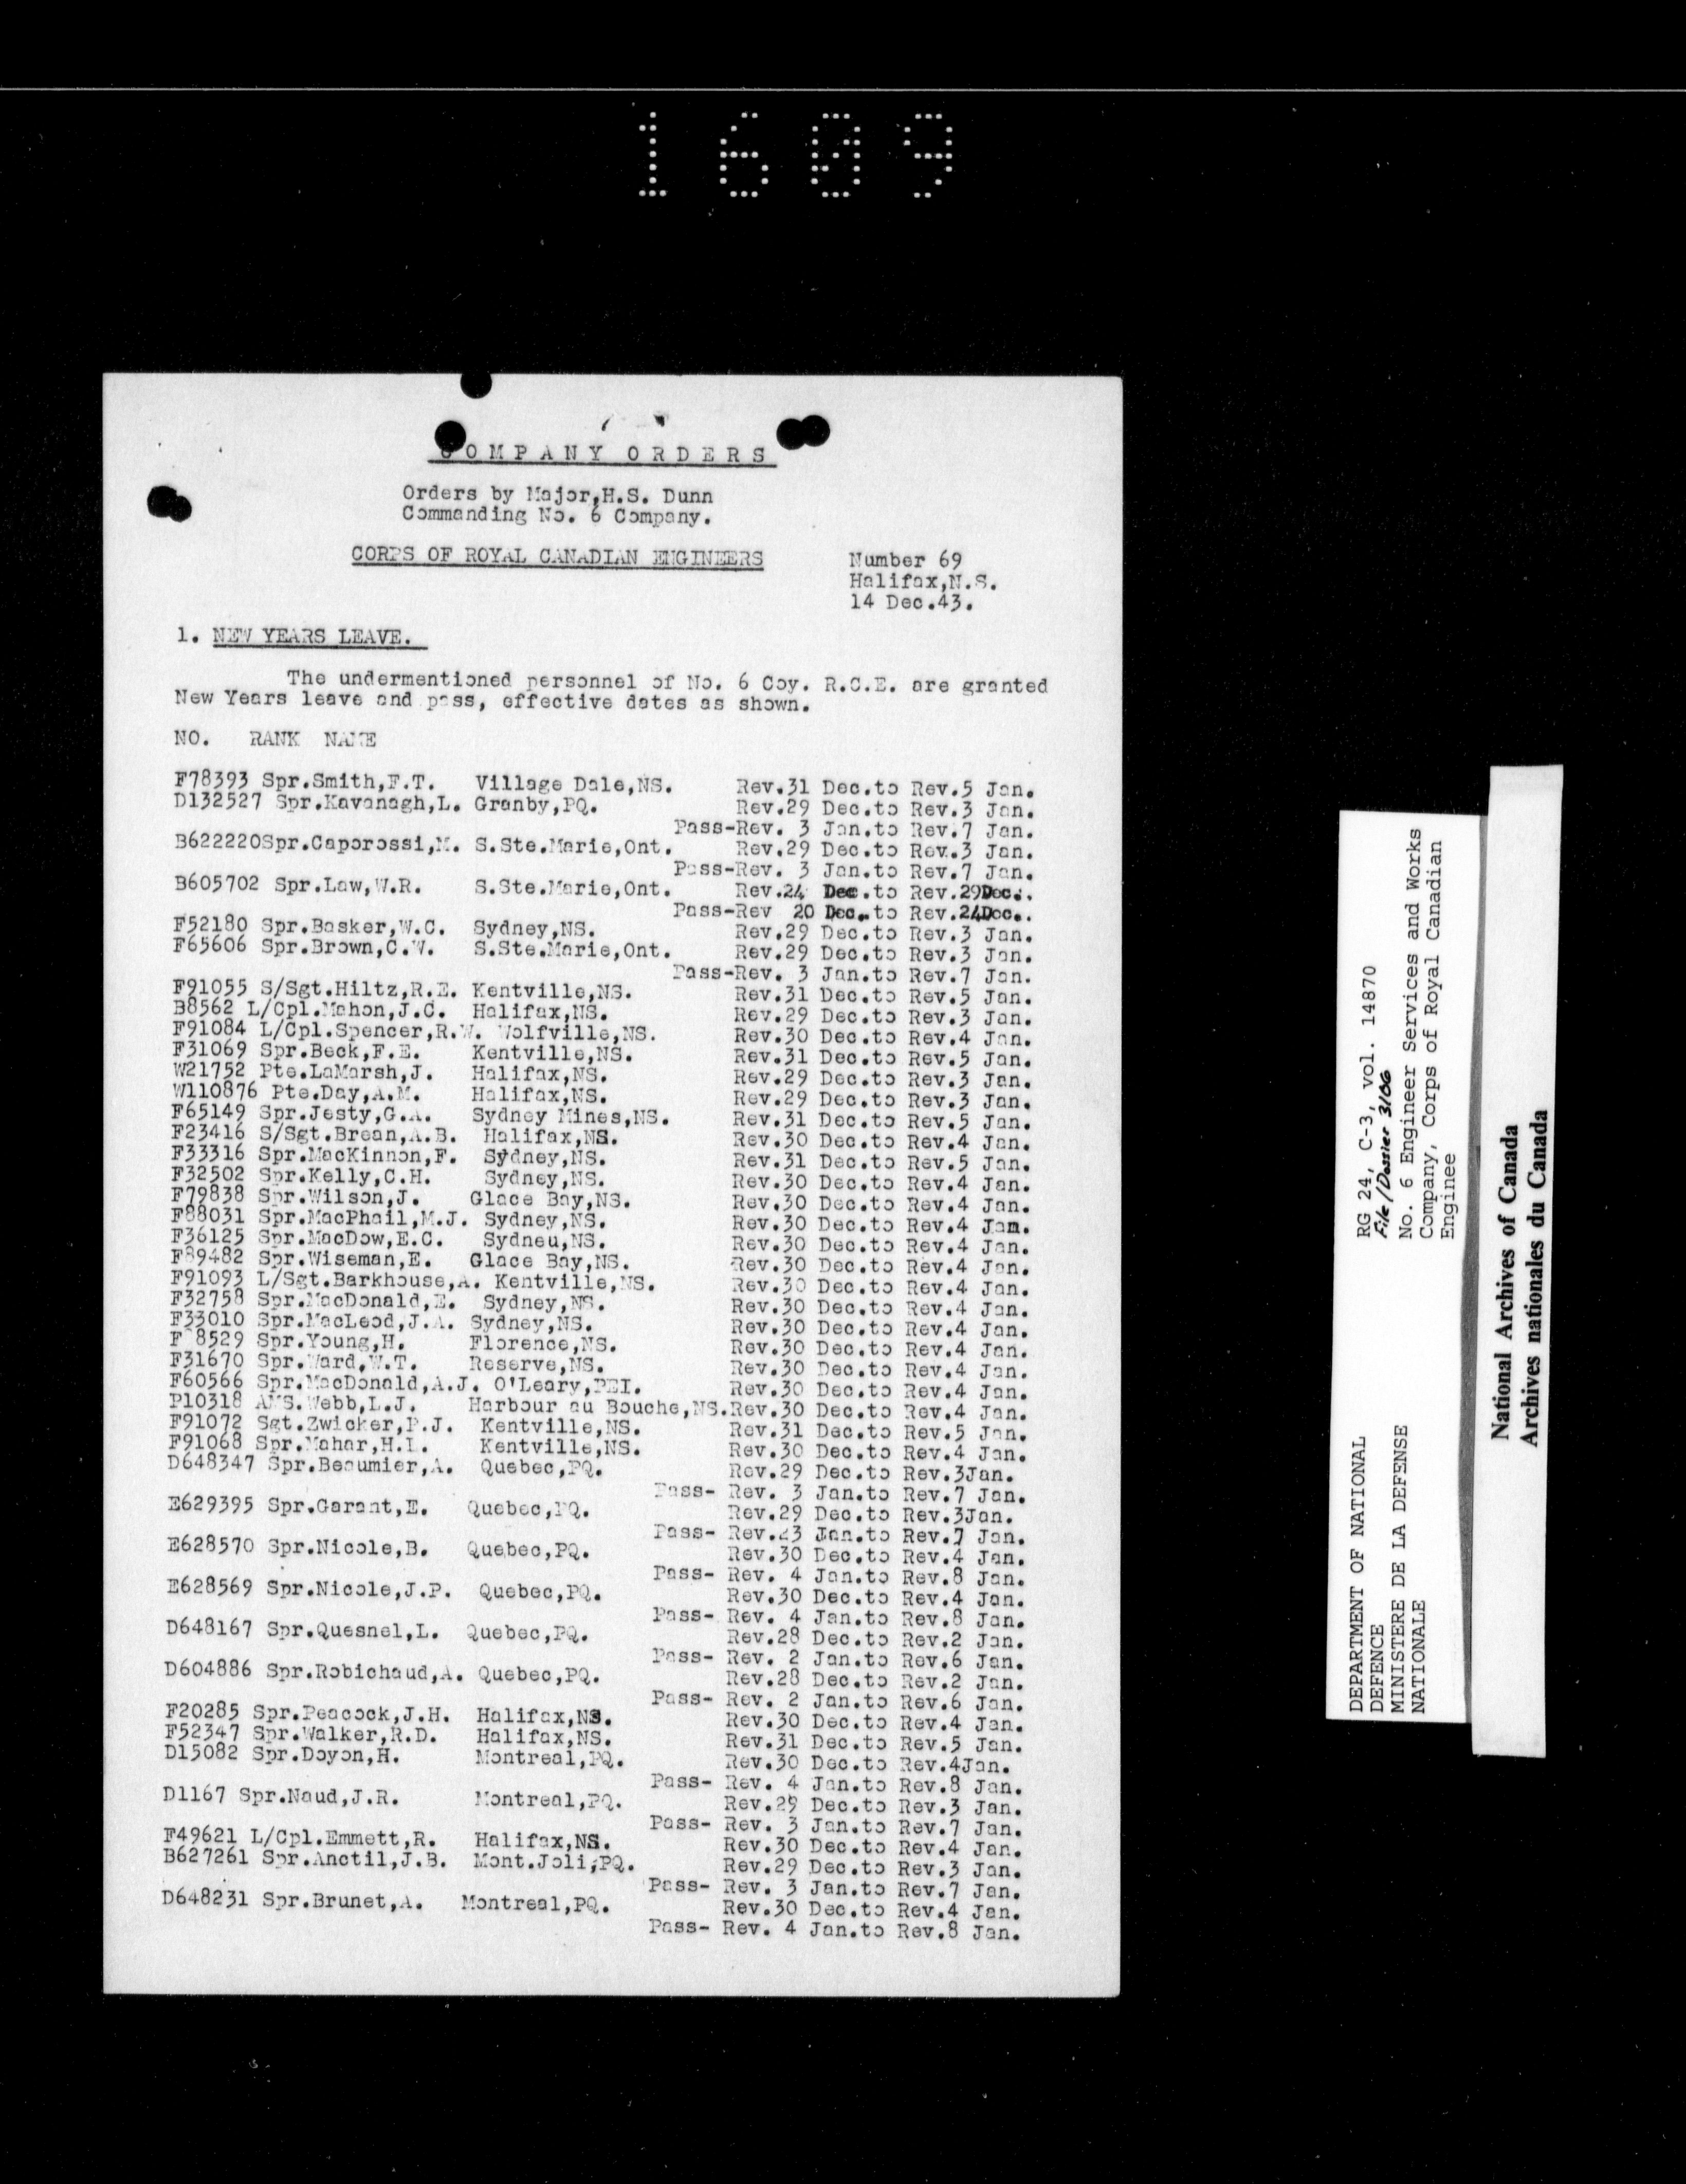 1609
COMPANY ORDERS
Orders by Major,H.S. Dunn
Commanding No. 6 Company.
CORPS OF ROYAL CANADIAN ENGINEERS
Number 69
Halifax,N.S.
14 Dec.43.
1. NEW YEARS LEAVE.
The undermentioned personnel of No. 6 Coy. R.C.E. are granted
New Years leave and pass, effective dates as shown.
NO. RANK NAME
F78393 Spr.Smith,F.T. Village Dale,NS. Rev.31 Dec.to Rev.5 Jan.
D132527 Spr.Kavanagh,L. Granby,PQ. Rev.29 Dec.to Rev.3 Jan.
Pass-Rev. 3 Jan.to Rev.7 Jan.
B622220Spr.Caporossi,M. S.Ste.Marie,Ont. Rev.29 Dec.to Rev.3 Jan.
Pass-Rev. 3 Jan.to Rev.7 Jan.
B605702 Spr.Law,W.R. S.Ste.Marie,Ont. Rev.24 Dec.to Rev.29Dec..
Pass-Rev 20 Dec.to Rev.24Dec..
F52180 Spr.Basker,W.C. Sydney,NS. Rev.29 Dec.to Rev.3 Jan.
F65606 Spr.Brown,C.W. S.Ste.Marie,Ont. Rev.29 Dec.to Rev.3 Jan.
Pass-Rev. 3 Jan.to Rev.7 Jan.
F91055 S/Sgt.Hiltz,R.E. Kentville,NS. Rev.31 Dec.to Rev.5 Jan.
B8562 L/Cpl.Mahon,J.C. Halifax,NS. Rev.29 Dec.to Rev.3 Jan.
F91084 L/Cpl.Spencer,R.W. Wolfville,NS. Rev.30 Dec.to Rev.4 Jan.
F31069 Spr.Beck,F.E. Kentville,NS. Rev.31 Dec.to Rev.5 Jan.
W21752 Pte.LaMarsh,J. Halifax,NS. Rev.29 Dec.to Rev.3 Jan.
W110876 Pte.Day,A.M. Halifax,NS. Rev.29 Dec.to Rev.3 Jan.
F65149 Spr.Jesty,G.A. Sydney Mines,NS. Rev.31 Dec.to Rev.5 Jan.
F23416 S/Sgt.Brean,A.B. Halifax,NS. Rev.30 Dec.to Rev.4 Jan.
F33316 Spr.MacKinnon,F. Sydney,NS. Rev.31 Dec.to Rev.5 Jan.
F32502 Spr.Kelly,C.H. Sydney,NS. Rev.30 Dec.to Rev.4 Jan.
F79838 Spr.Wilson,J. Glace Bay,NS. Rev.30 Dec.to Rev.4 Jan.
F88031 Spr.MacPhail,M.J. Sydney,NS. Rev.30 Dec.to Rev.4 Jan.
F36125 Spr.MacDow,E.C. Sydneu,NS. Rev.30 Dec.to Rev.4 Jan.
F89482 Spr.Wiseman,E. Glace Bay,NS. Rev.30 Dec.to Rev.4 Jan.
F91093 L/Sgt.Barkhouse,A. Kentville,NS. Rev.30 Dec.to Rev.4 Jan.
F32758 Spr.MacDonald,E. Sydney,NS. Rev.30 Dec.to Rev.4 Jan.
F33010 Spr.MacLeod,J.A. Sydney,NS. Rev.30 Dec.to Rev.4 Jan.
Spr.Young,H. Florence,NS. Rev.30 Dec.to Rev.4 Jan.
F31670 Spr.Ward,W.T. Reserve,NS. Rev.30 Dec.to Rev.4 Jan.
F60566 Spr.MacDonald,A.J. O'Leary,PEI. Rev.30 Dec.to Rev.4 Jan.
P10318 Webb,L.J. Harbour au Bouche,NS.Rev.30 Dec.to Rev.4 Jan.
F91072 Sgt.Zwicker,P.J. Kentville,NS. Rev.31 Dec.to Rev.5 Jan.
F91068 Spr.Mahar,H.L. Kentville,NS. Rev.30 Dec.to Rev.4 Jan.
D648347 Spr.Beaumier,A. Quebec,PQ. Rev.29 Dec.to Rev.3Jan.
Pass- Rev. 3 Jan.to Rev.7 Jan.
E629395 Spr.Garant,E. Quebec,PQ. Rev.29 Dec.to Rev.3Jan.
Pass- Rev.23 Jan.to Rev.7 Jan.
E628570 Spr.Nicole,B. Quebec,PQ. Rev.30 Dec.to Rev.4 Jan.
Pass- Rev. 4 Jan.to Rev.8 Jan.
E628569 Spr.Nicole,J.P. Quebec,PQ. Rev.30 Dec.to Rev.4 Jan.
Pass- Rev. 4 Jan.to Rev.8 Jan.
D648167 Spr.Quesnel,L. Quebec,PQ. Rev.28 Dec.to Rev.2 Jan.
Pass- Rev. 2 Jan.to Rev.6 Jan.
D604886 Spr.Robichaud,A. Quebec,PQ. Rev.28 Dec.to Rev.2 Jan.
Pass- Rev. 2 Jan.to Rev.6 Jan.
F20285 Spr.Peacock,J.H. Halifax,NS. Rev.30 Dec.to Rev.4 Jan.
F52347 Spr.Walker,R.D. Halifax,NS. Rev.31 Dec.to Rev.5 Jan.
D15082 Spr.Doyon,H. Montreal,PQ. Rev.30 Dec.to Rev.4Jan.
Pass- Rev. 4 Jan.to Rev.8 Jan.
D1167 Spr.Naud,J.R. Montreal,PQ. Rev.29 Dec.to Rev.3 Jan.
Pass- Rev. 3 Jan.to Rev.7 Jan.
F49621 L/Cpl.Emmett,R. Halifax,NS. Rev.30 Dec.to Rev.4 Jan.
B627261 Spr.Anctil,J.B. Mont.Joli,PQ. Rev.29 Dec.to Rev.3 Jan.
Pass- Rev. 3 Jan.to Rev.7 Jan.
D648231 Spr.Brunet,A. Montreal,PQ. Rev.30 Dec.to Rev.4 Jan.
Pass- Rev. 4 Jan.to Rev.8 Jan.
DEPARTMENT OF NATIONAL
DEFENCE
MINISTERE DE LA DEFENSE
NATIONALE
RG 24, C-3, vol. 14870
File/Dossier 3166
No. 6 Engineer Services and Works
Company, Corps of Royal Canadian
Enginee
National Archives of Canada
Archives nationales du Canada